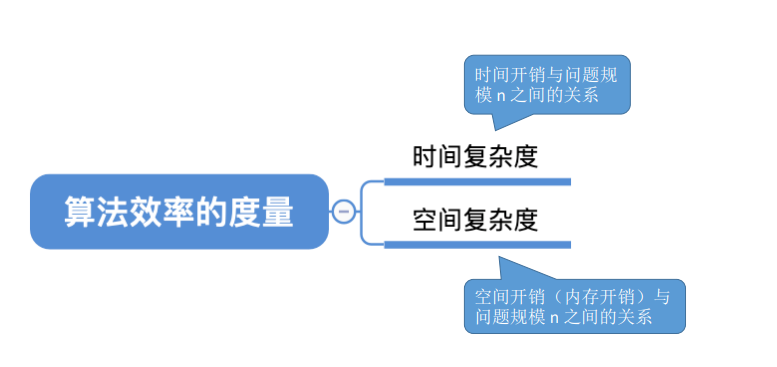 时间开销与问题规
模 n 之间的关系
时间复杂度
算法效率的度量
空间复杂度
空间开销（内存开销）与
问题规模 n 之间的关系